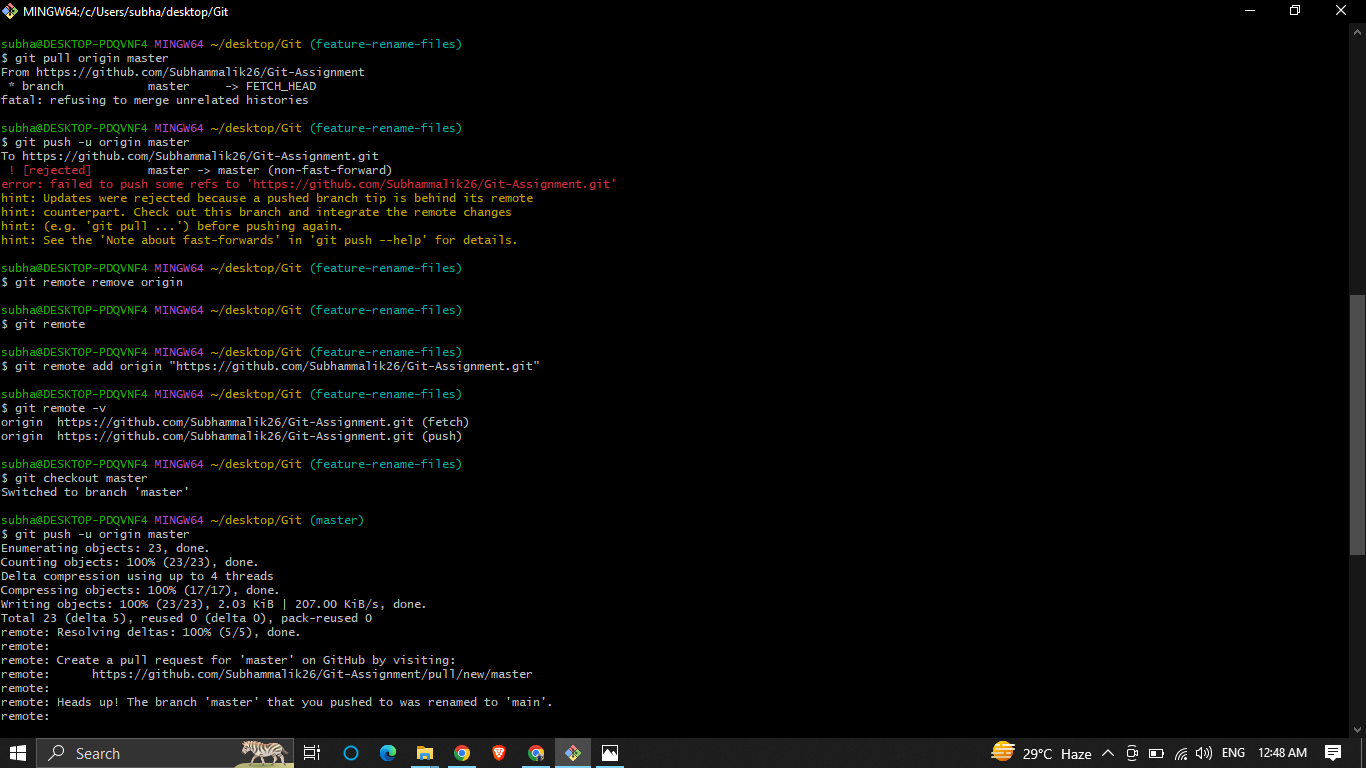 MINGW64:/c/Users/subha/desktop/Git
subha@DESKTOP-PDQVNF4 MINGW64 ~/desktop/Git (feature-rename-files)
$ git pull origin master
From https://github.com/Subhammalik26/Git-Assignment
 * branch            master     -> FETCH_HEAD
fatal: refusing to merge unrelated histories
subha@DESKTOP-PDQVNF4 MINGW64 ~/desktop/Git (feature-rename-files)
$ git push -u origin master
To https://github.com/Subhammalik26/Git-Assignment.git
 ! [rejected]        master -> master (non-fast-forward)
error: failed to push some refs to 'https://github.com/Subhammalik26/Git-Assignment.git'
hint: Updates were rejected because a pushed branch tip is behind its remote
hint: counterpart. Check out this branch and integrate the remote changes
hint: (e.g. 'git pull ...') before pushing again.
hint: See the 'Note about fast-forwards' in 'git push --help' for details.
subha@DESKTOP-PDQVNF4 MINGW64 ~/desktop/Git (feature-rename-files)
$ git remote remove origin
subha@DESKTOP-PDQVNF4 MINGW64 ~/desktop/Git (feature-rename-files)
$ git remote
subha@DESKTOP-PDQVNF4 MINGW64 ~/desktop/Git (feature-rename-files)
$ git remote add origin "https://github.com/Subhammalik26/Git-Assignment.git"
subha@DESKTOP-PDQVNF4 MINGW64 ~/desktop/Git (feature-rename-files)
$ git remote -v
origin  https://github.com/Subhammalik26/Git-Assignment.git (fetch)
origin  https://github.com/Subhammalik26/Git-Assignment.git (push)
subha@DESKTOP-PDQVNF4 MINGW64 ~/desktop/Git (feature-rename-files)
$ git checkout master
Switched to branch 'master'
subha@DESKTOP-PDQVNF4 MINGW64 ~/desktop/Git (master)
$ git push -u origin master
Enumerating objects: 23, done.
Counting objects: 100% (23/23), done.
Delta compression using up to 4 threads
Compressing objects: 100% (17/17), done.
Writing objects: 100% (23/23), 2.03 KiB | 207.00 KiB/s, done.
Total 23 (delta 5), reused 0 (delta 0), pack-reused 0
remote: Resolving deltas: 100% (5/5), done.
remote:
remote: Create a pull request for 'master' on GitHub by visiting:
remote:      https://github.com/Subhammalik26/Git-Assignment/pull/new/master
remote:
remote: Heads up! The branch 'master' that you pushed to was renamed to 'main'.
remote:
Search
29°C Haze
ENG
12:48 AM